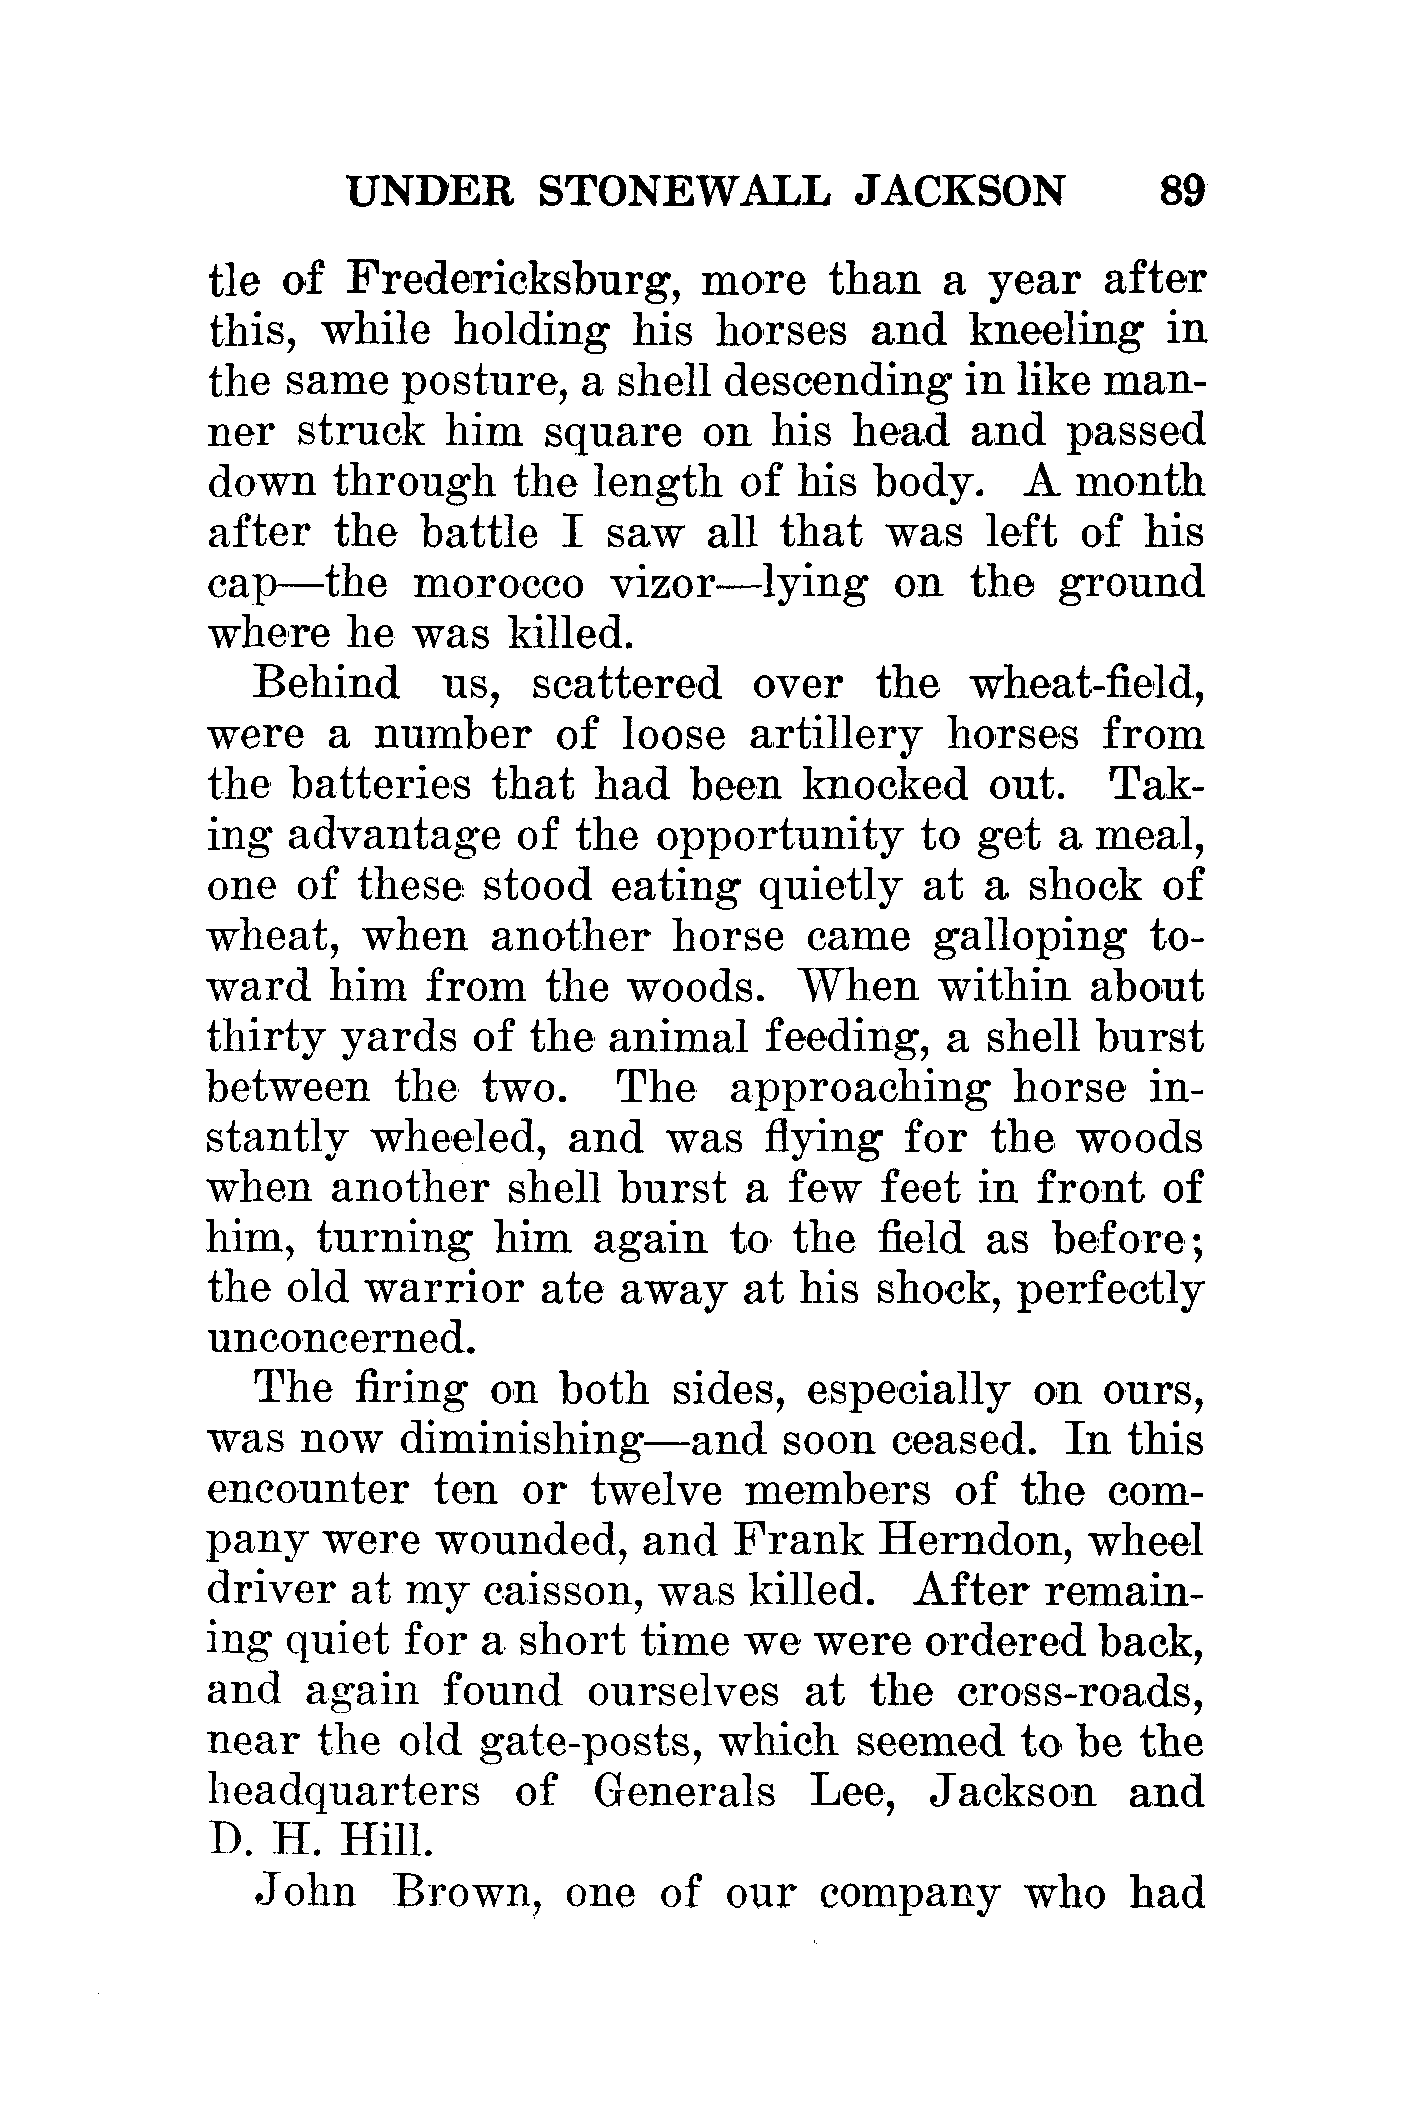 UNDER STONEWALL JACKSON 89
tle of Fredericksburg, more than a year after
this, while holding his horses and kneeling in
the same posture, a shell descending in like man-
ner struck him square on his head and passed
down through the length of his body. A month
after the battle I saw all that was left of his
cap—the morocco vizor—lying on the ground
where he was killed.
Behind us, scattered over the wheat-field,
were a number of loose artillery horses from
the batteries that had been knocked out. Tak-
ing advantage of the opportunity to get a meal,
one of these stood eating quietly at a shock of
wheat, when another horse came galloping to-
ward him from the woods. When within about
thirty yards of the animal feeding, a shell burst
between the two. The approaching horse in-
stantly wheeled, and was flying for the woods
when another shell burst a few feet in front of
him, turning him again to the field as before;
the old warrior ate away at his shock, perfectly
unconcerned.
The firing on both sides, especially on ours,
was now diminishing—and soon ceased. In this
encounter ten or twelve members of the com-
pany were wounded, and Frank Herndon, wheel
driver at my caisson, was killed. After remain-
ing quiet for a short time we were ordered back,
and again found ourselves at the cross-roads,
near the old gate-posts, which seemed to be the
headquarters of Generals Lee, Jackson and
D. H. Hill.
John Brown, one of our company who had